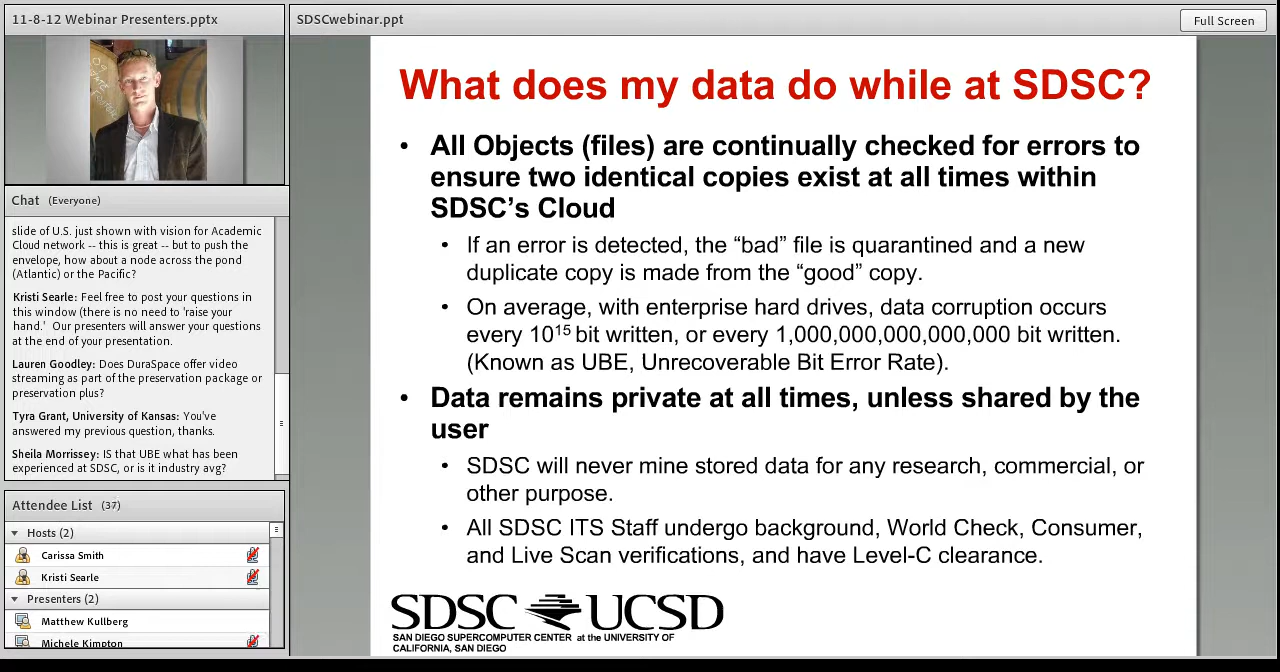 11-8-12 Webinar Presenters.pptx
Chat (Everyone)
slide of U.S. just shown with vision for Academic
Cloud network -- this is great -- but to push the
envelope, how about a node across the pond
(Atlantic) or the Pacific?
Kristi Searle: Feel free to post your questions in
this window (there is no need to 'raise your
hand.' Our presenters will answer your questions
at the end of your presentation.
Lauren Goodley: Does DuraSpace offer video
streaming as part of the preservation package or
preservation plus?
Tyra Grant, University of Kansas: You've
answered my previous question, thanks.
Sheila Morrissey: IS that UBE what has been
experienced at SDSC, or is it industry avg?
Attendee List (37)
Hosts (2)
Carissa Smith
Kristi Searle
Presenters (2)
Matthew Kullberg
Michele Kimpton
SDSCwebinar.ppt
Full Screen
What does my data do while at SDSC?
• All Objects (files) are continually checked for errors to
ensure two identical copies exist at all times within
SDSC's Cloud
• If an error is detected, the “bad” file is quarantined and a new
duplicate copy is made from the “good” copy.
• On average, with enterprise hard drives, data corruption occurs
every 10¹⁵ bit written, or every 1,000,000,000,000,000 bit written.
(Known as UBE, Unrecoverable Bit Error Rate).
• Data remains private at all times, unless shared by the
user
• SDSC will never mine stored data for any research, commercial, or
other purpose.
• All SDSC ITS Staff undergo background, World Check, Consumer,
and Live Scan verifications, and have Level-C clearance.
SDSC UCSD
SAN DIEGO SUPERCOMPUTER CENTER at the UNIVERSITY OF
CALIFORNIA, SAN DIEGO